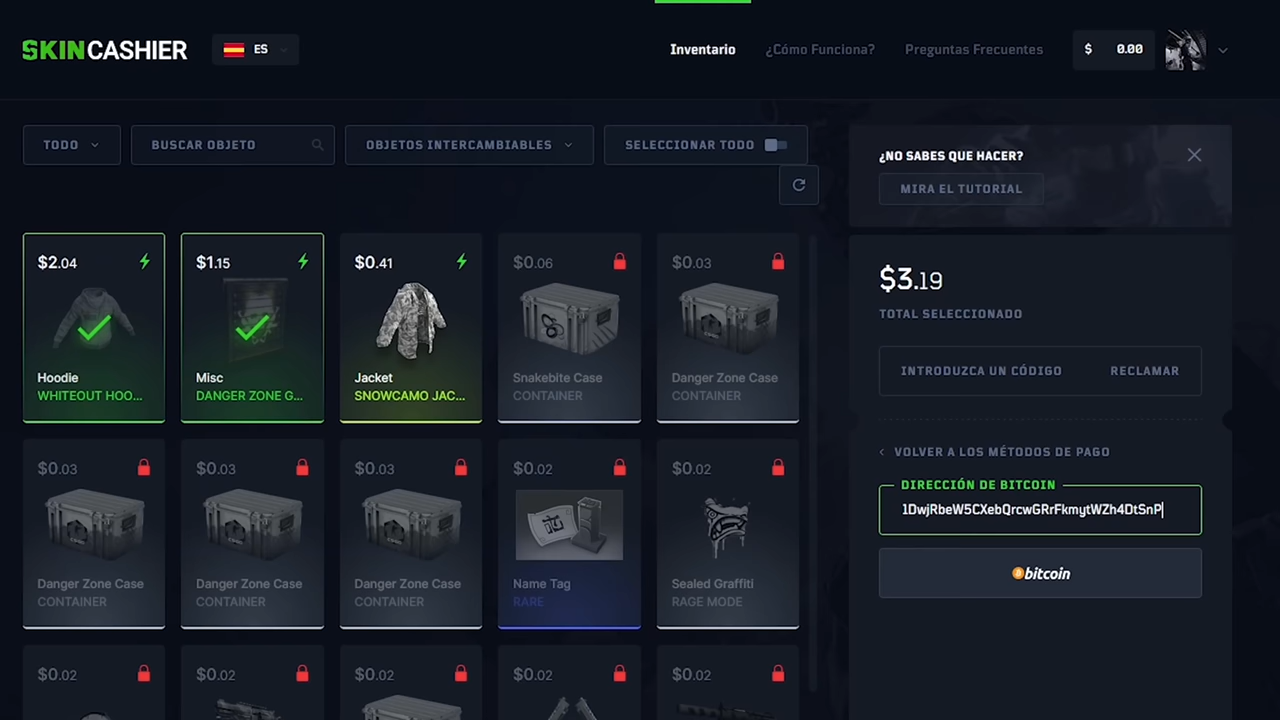 SKINCASHIER
ES
Inventario
¿Cómo Funciona?
Preguntas Frecuentes
$ 0.00
TODO
BUSCAR OBJETO
OBJETOS INTERCAMBIABLES
SELECCIONAR TODO
¿NO SABES QUE HACER?
MIRA EL TUTORIAL
$2.04
Hoodie
WHITEOUT HOO...
$1.15
Misc
DANGER ZONE G...
$0.41
Jacket
SNOWCAMO JAC...
$0.06
Snakebite Case
CONTAINER
$0.03
Danger Zone Case
CONTAINER
$0.03
Danger Zone Case
CONTAINER
$0.03
Danger Zone Case
CONTAINER
$0.03
Danger Zone Case
CONTAINER
$0.02
Name Tag
RARE
$0.02
Sealed Graffiti
RAGE MODE
$0.02
$0.02
$0.02
$0.02
$0.02
$3.19
TOTAL SELECCIONADO
INTRODUZCA UN CÓDIGO
RECLAMAR
VOLVER A LOS MÉTODOS DE PAGO
DIRECCIÓN DE BITCOIN
1DwjRbeW5CXebQrcwGRrFkmytWZh4DtSnP
bitcoin